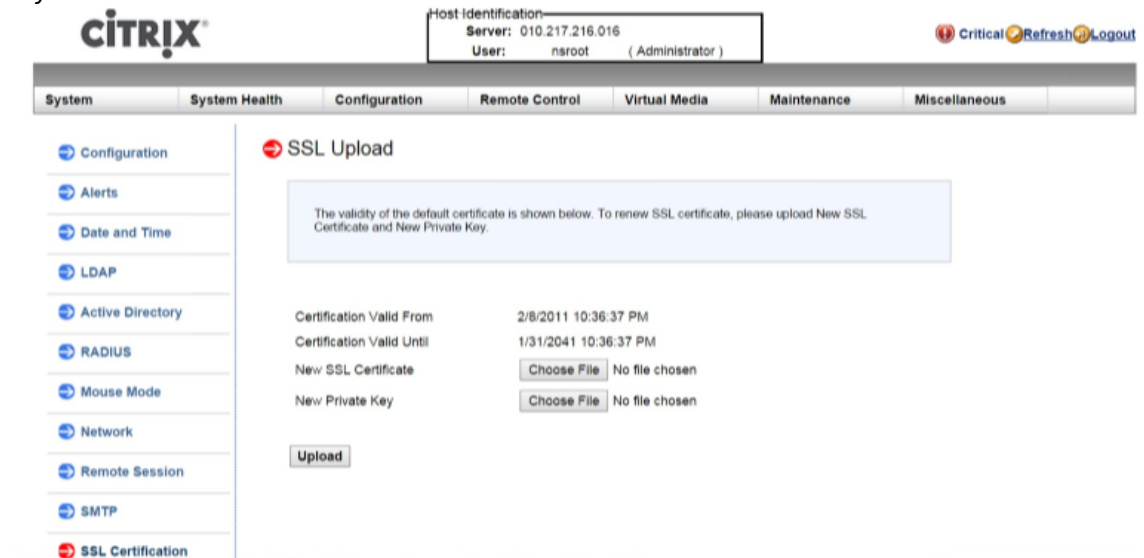 CİTRIX
Host Identification
Server: 010.217.216.016
User: nsroot ( Administrator )
Critical Refresh Logout
System System Health Configuration Remote Control Virtual Media Maintenance Miscellaneous
Configuration
Alerts
Date and Time
LDAP
Active Directory
RADIUS
Mouse Mode
Network
Remote Session
SMTP
SSL Certification
SSL Upload
The validity of the default certificate is shown below. To renew SSL certificate, please upload New SSL
Certificate and New Private Key.
Certification Valid From 2/8/2011 10:36:37 PM
Certification Valid Until 1/31/2041 10:36:37 PM
New SSL Certificate Choose File No file chosen
New Private Key Choose File No file chosen
Upload